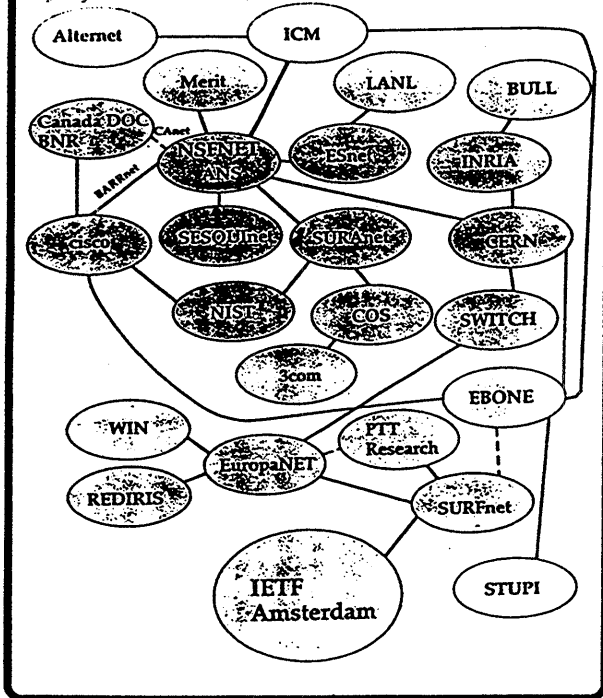 Alternet
ICM
Merit
LANL
BULL
Canada DOC
BNR
CAnet
NSFNET
ANS
ESnet
INRIA
BARRnet
cisco
SESQUInet
SURAnet
CERN
NIST
COS
SWITCH
3com
EBONE
WIN
PTT
Research
EuropaNET
REDIRIS
SURFnet
IETF
Amsterdam
STUPI